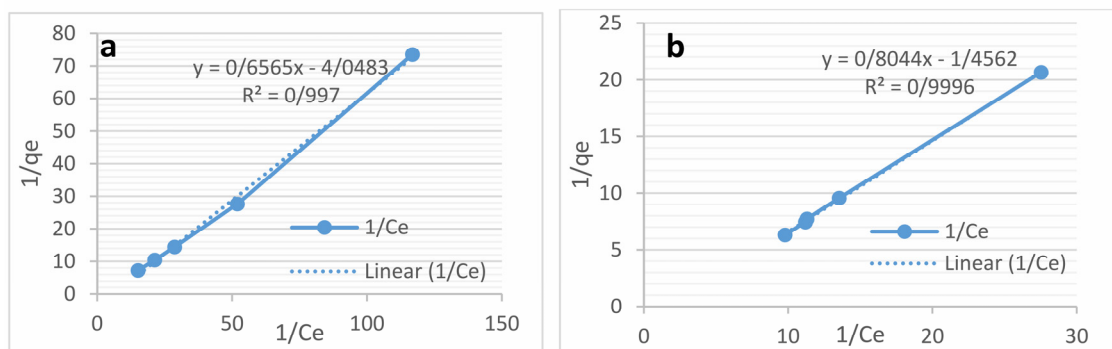 a
80
70
60
50
40
30
20
10
0
1/qe
y = 0/6565x - 4/0483
R² = 0/997
1/Ce
Linear (1/Ce)
0 50 100 150
1/Ce
b
25
20
15
10
5
0
1/qe
y = 0/8044x - 1/4562
R² = 0/9996
1/Ce
Linear (1/Ce)
0 10 20 30
1/Ce